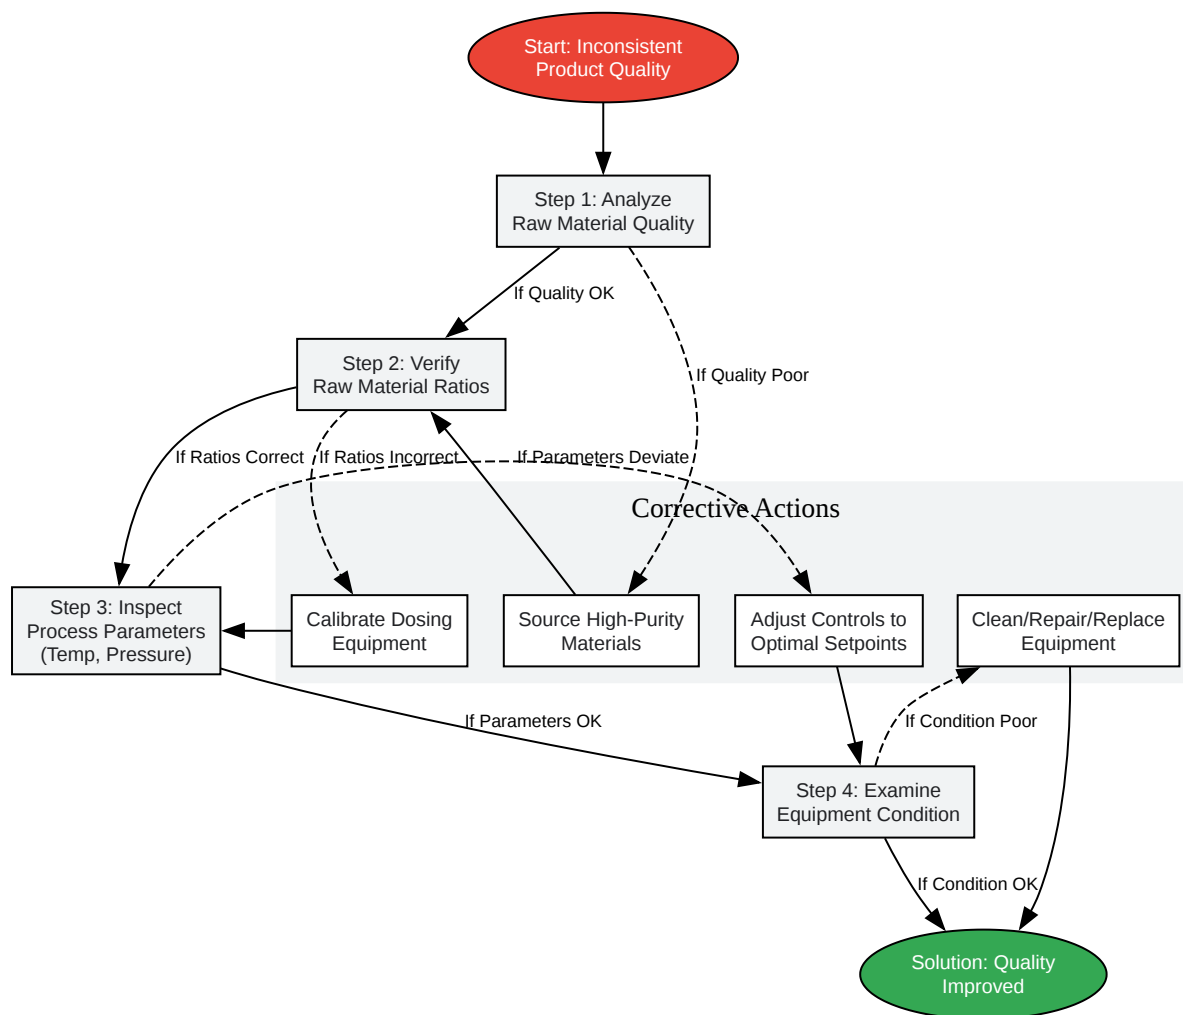 Start: Inconsistent
Product Quality
Step 1: Analyze
Raw Material Quality
If Quality OK
Step 2: Verify
Raw Material Ratios
If Quality Poor
If Ratios Correct
If Ratios Incorrect
If Parameters Deviate
Corrective Actions
Step 3: Inspect
Process Parameters
(Temp, Pressure)
Calibrate Dosing
Equipment
Source High-Purity
Materials
Adjust Controls to
Optimal Setpoints
Clean/Repair/Replace
Equipment
If Parameters OK
If Condition Poor
Step 4: Examine
Equipment Condition
If Condition OK
Solution: Quality
Improved